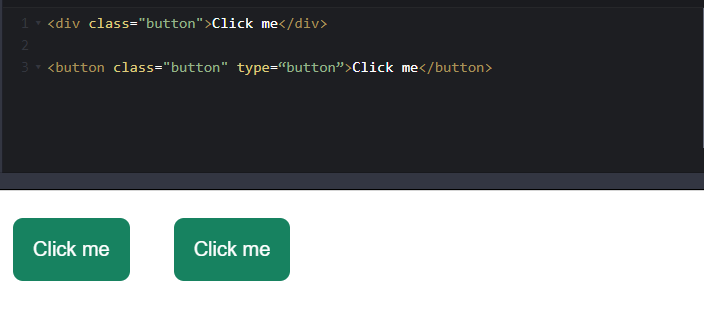 1 <div class="button">Click me</div>
2
3 <button class="button" type=“button”>Click me</button>
Click me Click me